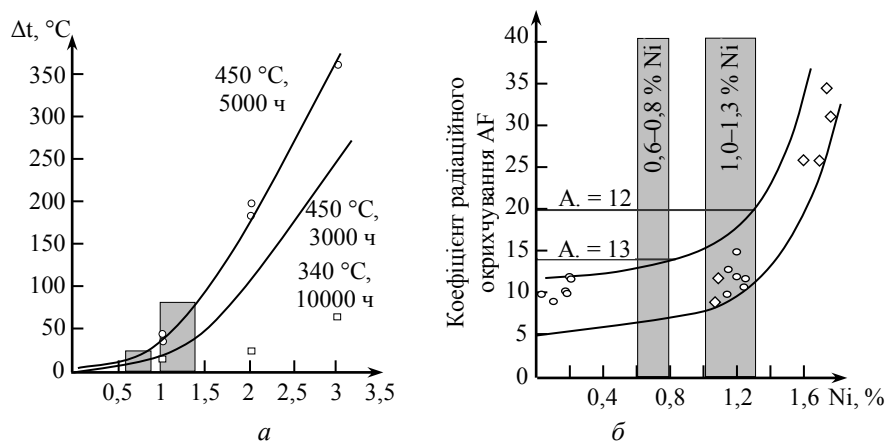 Δt, °C
350
300
250
200
150
100
50
0
0,5
1
1,5
2
2,5
3
3,5
450 °C,
5000 ч
450 °C,
3000 ч
340 °C,
10000 ч
а
Коефіцієнт радіаційного
окрихчування AF
40
35
30
25
20
15
10
5
0
0,4
0,8
1,2
1,6
Ni, %
0,6–0,8 % Ni
1,0–1,3 % Ni
А. = 12
А. = 13
б